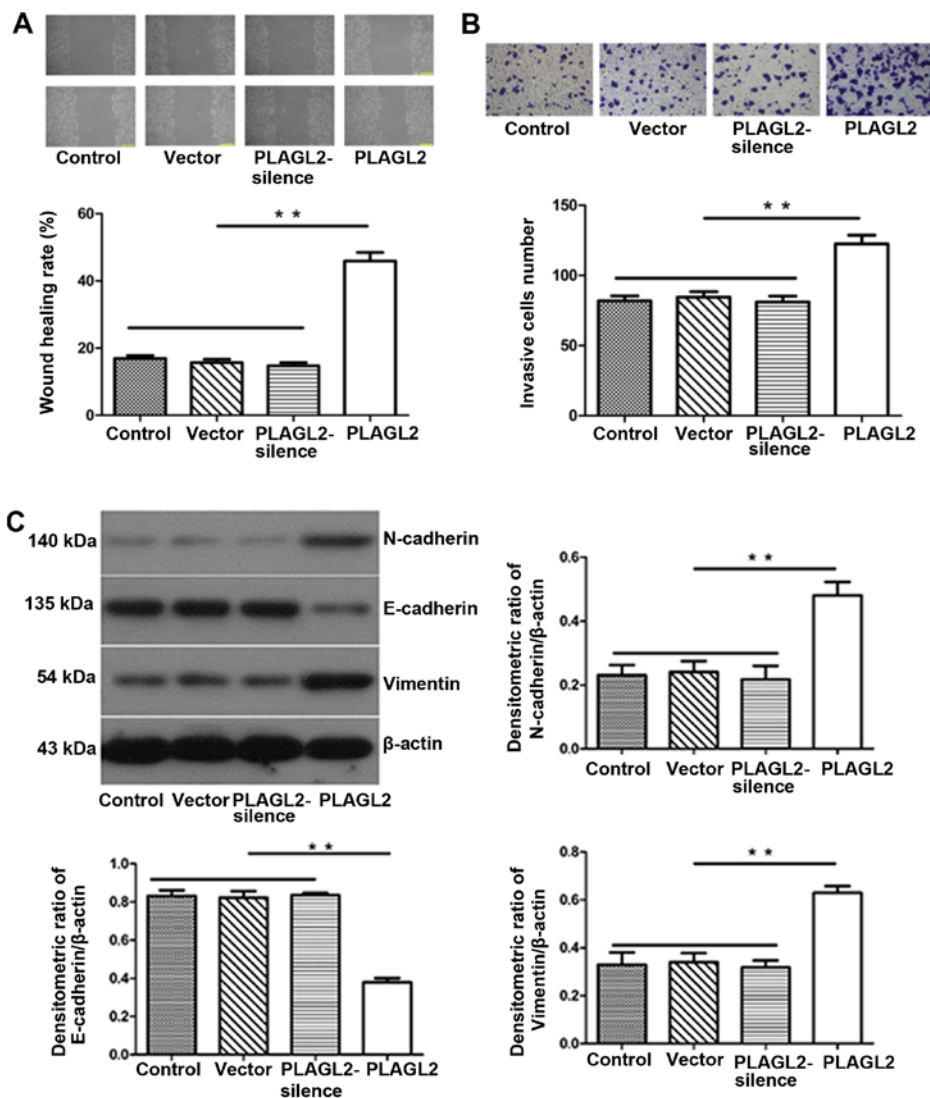 A
Control
Vector
PLAGL2-
silence
PLAGL2
Wound healing rate (%)
60
40
20
0
* *
Control
Vector
PLAGL2-
silence
PLAGL2
B
Control
Vector
PLAGL2-
silence
PLAGL2
Invasive cells number
150
100
50
0
* *
Control
Vector
PLAGL2-
silence
PLAGL2
C
140 kDa
N-cadherin
135 kDa
E-cadherin
54 kDa
Vimentin
43 kDa
β-actin
Control
Vector
PLAGL2-
silence
PLAGL2
Densitometric ratio of
N-cadherin/β-actin
0.6
0.4
0.2
0.0
* *
Control
Vector
PLAGL2-
silence
PLAGL2
Densitometric ratio of
E-cadherin/β-actin
1.0
0.8
0.6
0.4
0.2
0.0
* *
Control
Vector
PLAGL2-
silence
PLAGL2
Densitometric ratio of
Vimentin/β-actin
0.8
0.6
0.4
0.2
0.0
* *
Control
Vector
PLAGL2-
silence
PLAGL2